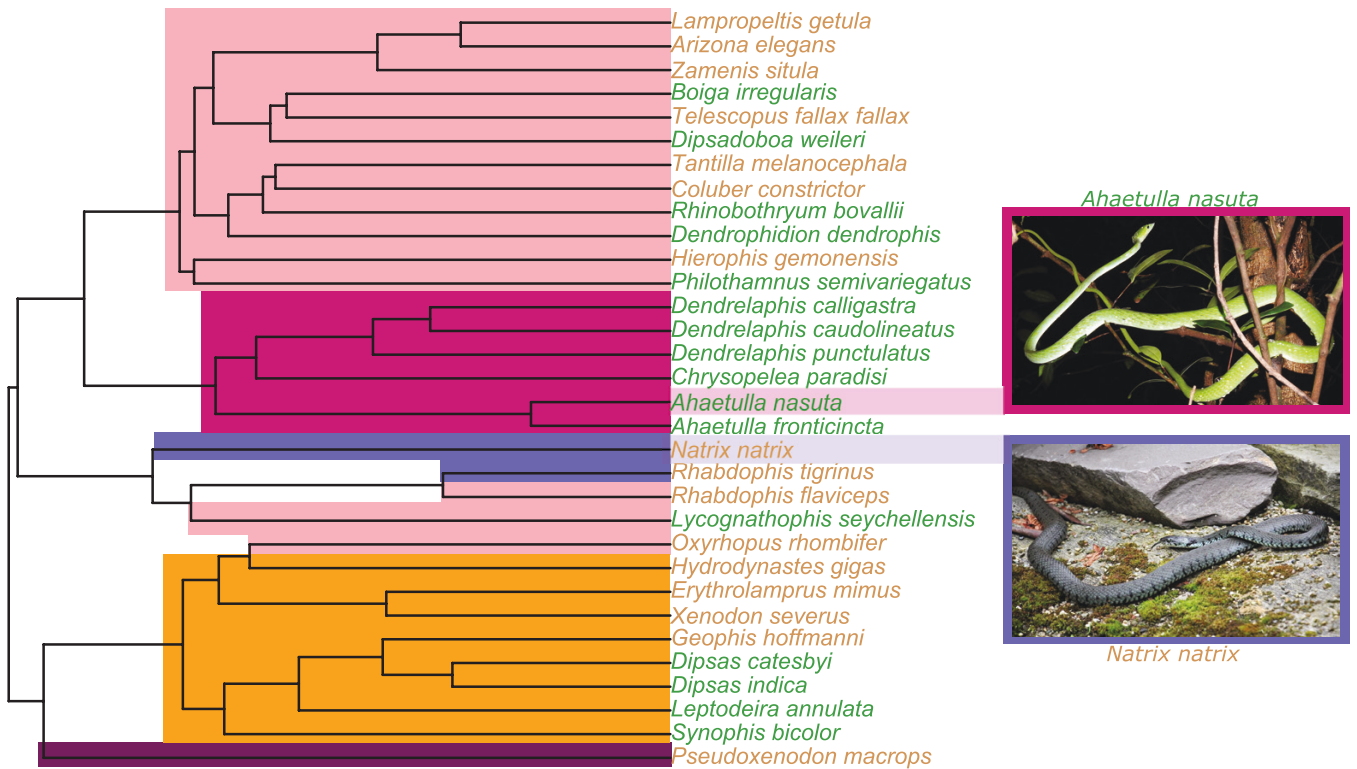 Lampropeltis getula
Arizona elegans
Zamenis situla
Boiga irregularis
Telescopus fallax fallax
Dipsadoboa weileri
Tantilla melanocephala
Coluber constrictor
Rhinobothryum bovallii
Dendrophidion dendrophis
Hierophis gemonensis
Philothamnus semivariegatus
Dendrelaphis calligastra
Dendrelaphis caudolineatus
Dendrelaphis punctulatus
Chrysopelea paradisi
Ahaetulla nasuta
Ahaetulla fronticincta
Natrix natrix
Rhabdophis tigrinus
Rhabdophis flaviceps
Lycognathophis seychellensis
Oxyrhopus rhombifer
Hydrodynastes gigas
Erythrolamprus mimus
Xenodon severus
Geophis hoffmanni
Dipsas catesbyi
Dipsas indica
Leptodeira annulata
Synophis bicolor
Pseudoxenodon macrops
Ahaetulla nasuta
Natrix natrix